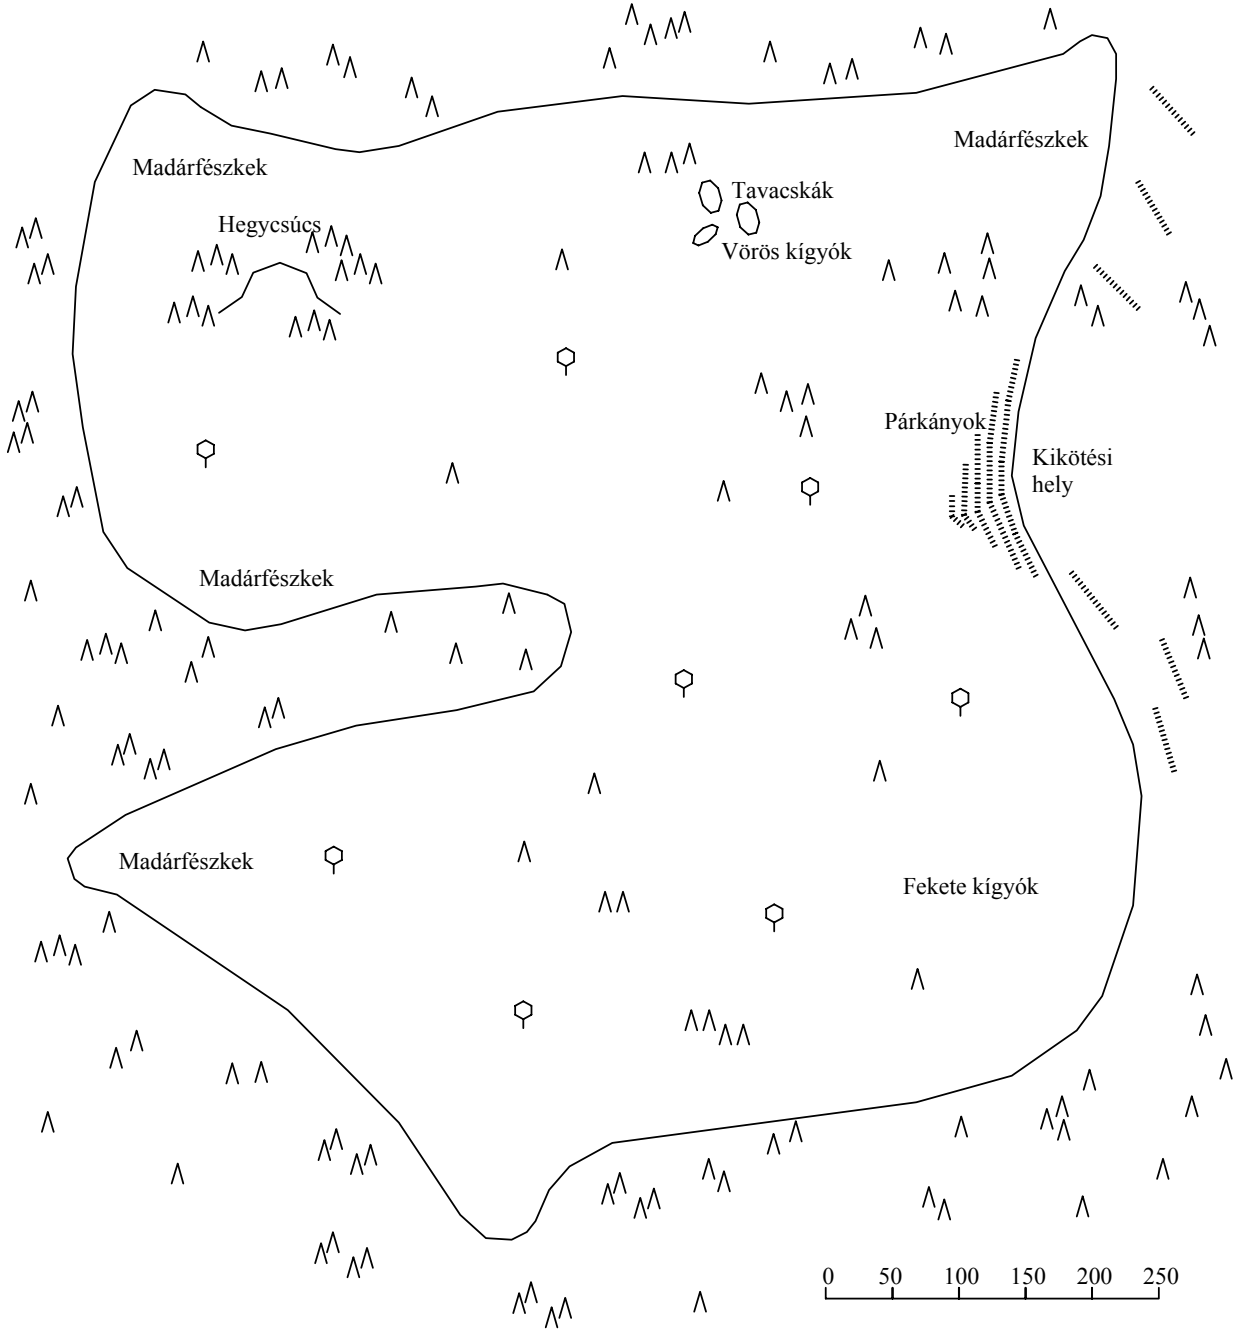 Madárfészkek
Madárfészkek
Tavacskák
Hegycsúcs
Vörös kígyók
Párkányok
Kikötési
hely
Madárfészkek
Madárfészkek
Fekete kígyók
0 50 100 150 200 250